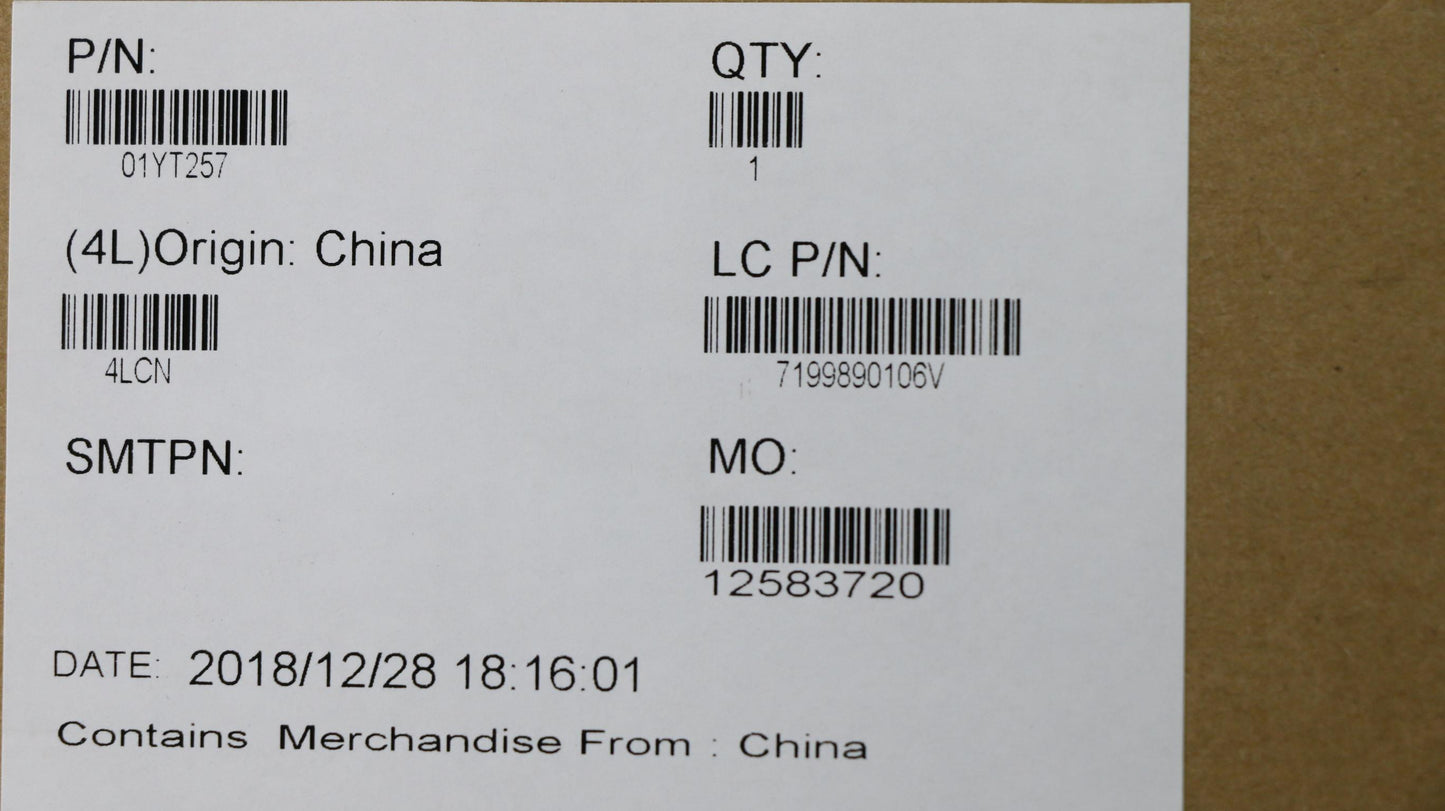 P/N:
QTY:
01YT257
1
(4L)Origin: China
LC P/N:
4LCN
7199890106V
SMTPN:
MO:
12583720
DATE: 2018/12/28 18:16:01
Contains Merchandise From : China